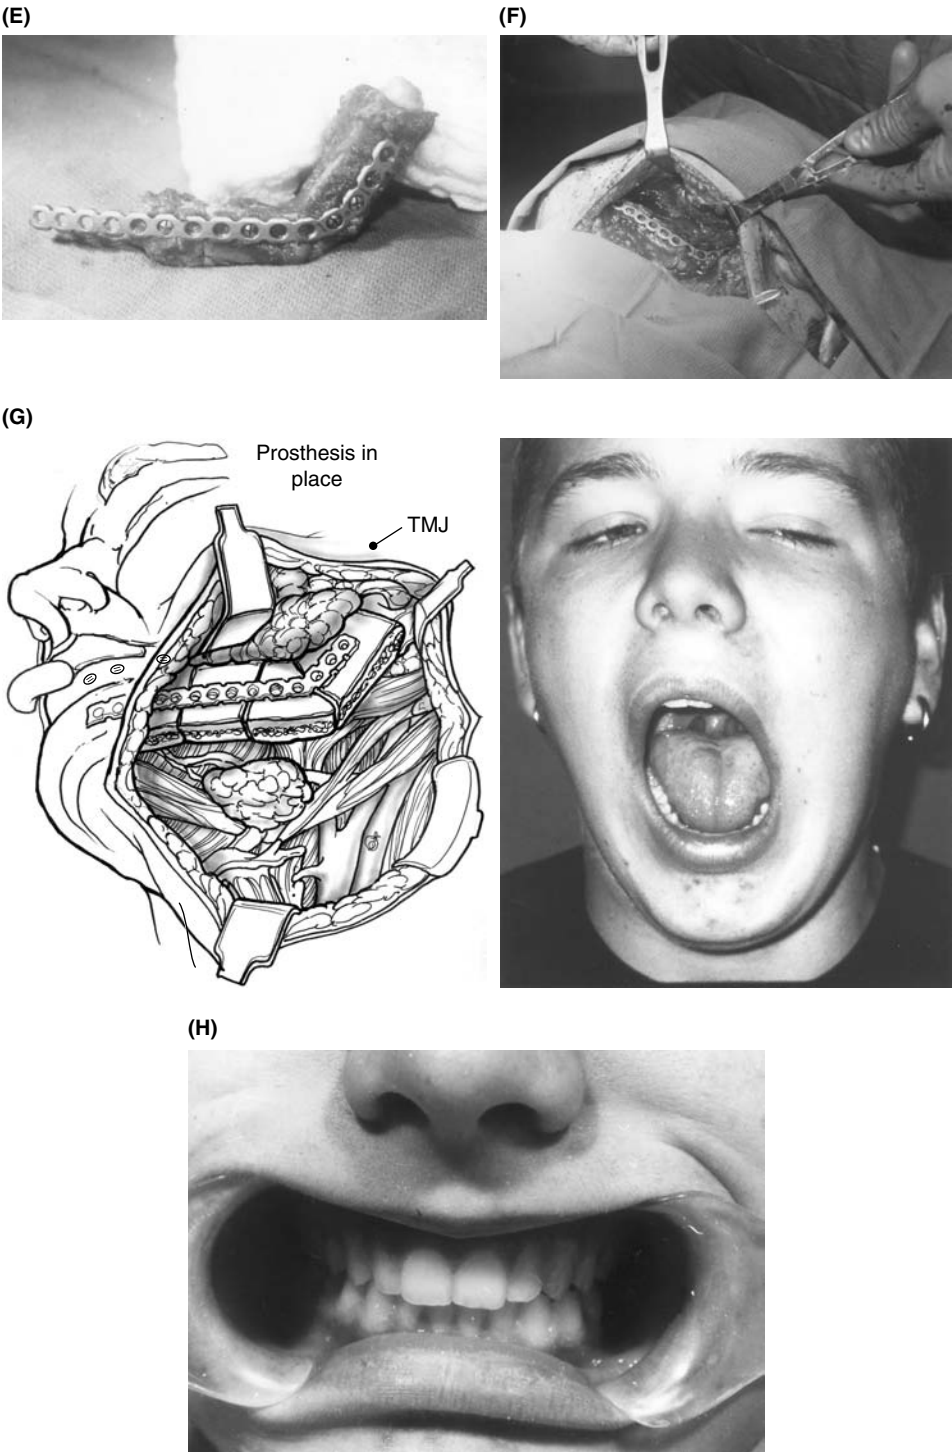 (E)
(F)
(G)
Prosthesis in
place
TMJ
(H)